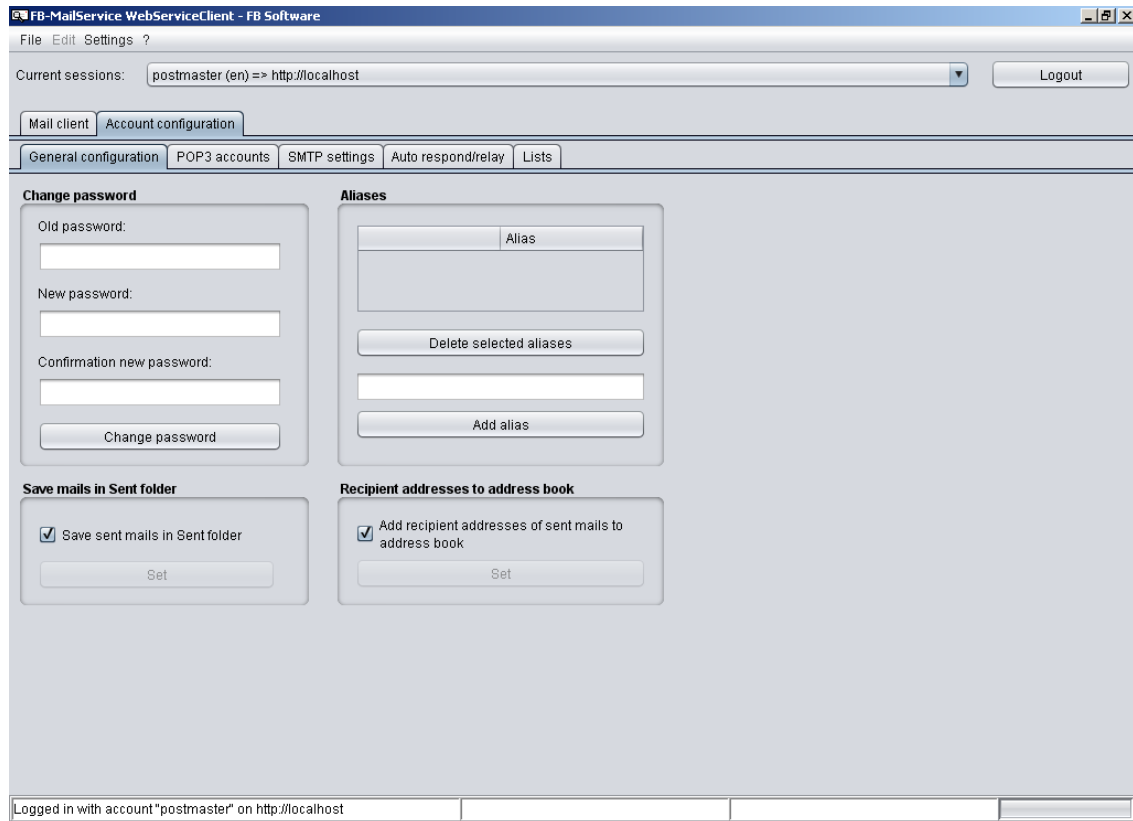 FB-MailService WebServiceClient - FB Software
File Edit Settings ?
Current sessions: postmaster (en) => http://localhost Logout
Mail client Account configuration
General configuration POP3 accounts SMTP settings Auto respond/relay Lists
Change password
Old password:
New password:
Confirmation new password:
Change password
Aliases
Alias
Delete selected aliases
Add alias
Save mails in Sent folder
Save sent mails in Sent folder
Set
Recipient addresses to address book
Add recipient addresses of sent mails to
address book
Set
Logged in with account "postmaster" on http://localhost